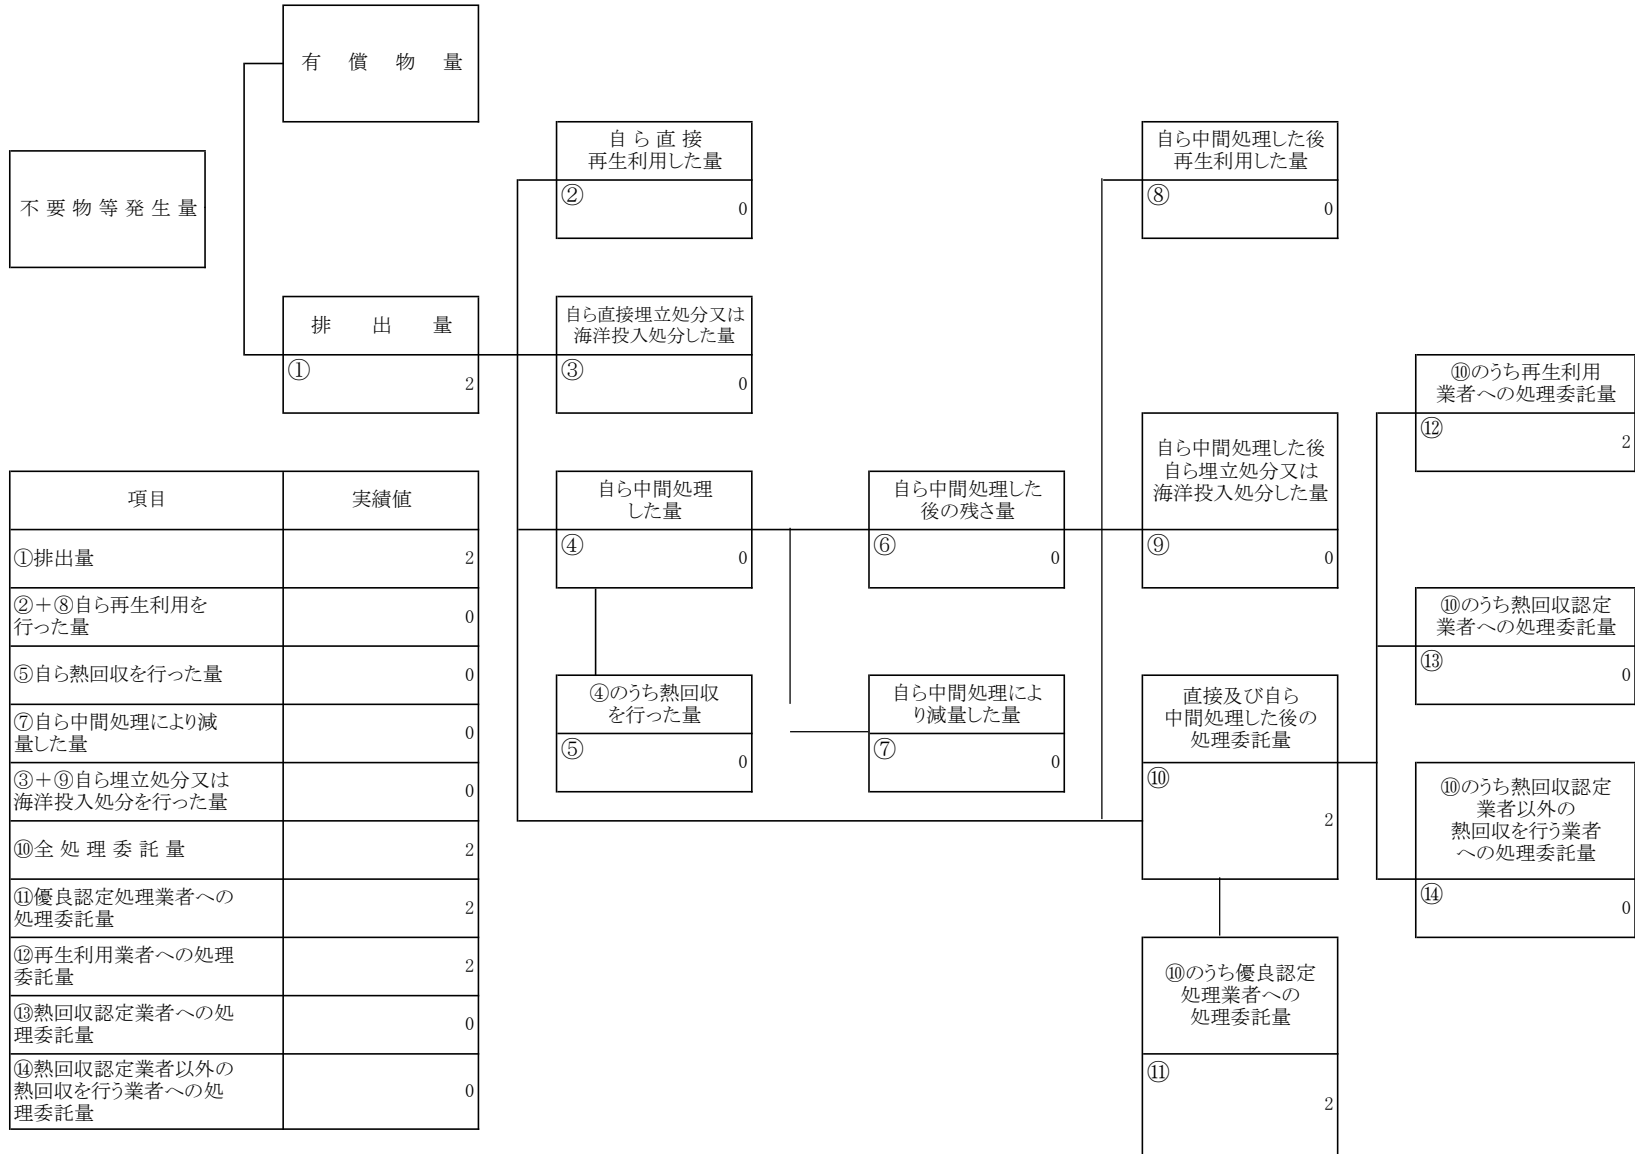 有　償　物　量
不 要 物 等 発 生 量
排　出　量
①
2
自 ら 直 接
再生利用した量
②
0
自ら直接埋立処分又は
海洋投入処分した量
③
0
自ら中間処理
した量
④
0
④のうち熱回収
を行った量
⑤
0
自ら中間処理した
後の残さ量
⑥
0
自ら中間処理によ
り減量した量
⑦
0
自ら中間処理した後
再生利用した量
⑧
0
自ら中間処理した後
自ら埋立処分又は
海洋投入処分した量
⑨
0
直接及び自ら
中間処理した後の
処理委託量
⑩
2
⑩のうち優良認定
処理業者への
処理委託量
⑪
2
⑩のうち再生利用
業者への処理委託量
⑫
2
⑩のうち熱回収認定
業者への処理委託量
⑬
0
⑩のうち熱回収認定
業者以外の
熱回収を行う業者
への処理委託量
⑭
0
項目 実績値
①排出量 2
②＋⑧自ら再生利用を
行った量 0
⑤自ら熱回収を行った量 0
⑦自ら中間処理により減
量した量 0
③＋⑨自ら埋立処分又は
海洋投入処分を行った量 0
⑩全 処 理 委 託 量 2
⑪優良認定処理業者への
処理委託量 2
⑫再生利用業者への処理
委託量 2
⑬熱回収認定業者への処
理委託量 0
⑭熱回収認定業者以外の
熱回収を行う業者への処
理委託量 0